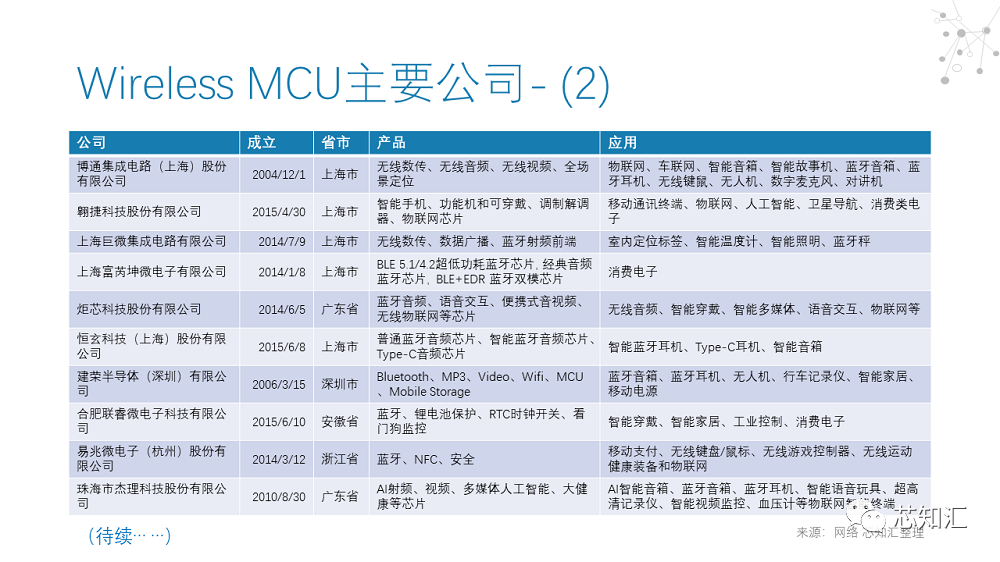 Wireless MCU主要公司- (2)
公司 成立 省市 产品 应用
博通集成电路（上海）股份
有限公司
2004/12/1
上海市
无线数传、无线音频、无线视频、全场
景定位
物联网、车联网、智能音箱、智能故事机、蓝牙音箱、蓝
牙耳机、无线键鼠、无人机、数字麦克风、对讲机
翱捷科技股份有限公司
2015/4/30
上海市
智能手机、功能机和可穿戴、调制解调
器、物联网芯片
移动通讯终端、物联网、人工智能、卫星导航、消费类电
子
上海巨微集成电路有限公司
2014/7/9
上海市
无线数传、数据广播、蓝牙射频前端
室内定位标签、智能温度计、智能照明、蓝牙秤
上海富芮坤微电子有限公司
2014/1/8
上海市
BLE 5.1/4.2超低功耗蓝牙芯片, 经典音频
蓝牙芯片, BLE+EDR 蓝牙双模芯片
消费电子
炬芯科技股份有限公司
2014/6/5
广东省
蓝牙音频、语音交互、便携式音视频、
无线物联网等芯片
无线音频、智能穿戴、智能多媒体、语音交互、物联网等
恒玄科技（上海）股份有限
公司
2015/6/8
上海市
普通蓝牙音频芯片、智能蓝牙音频芯片、
Type-C音频芯片
智能蓝牙耳机、Type-C耳机、智能音箱
建荣半导体（深圳）有限公
司
2006/3/15
深圳市
Bluetooth、MP3、Video、Wifi、MCU
、Mobile Storage
蓝牙音箱、蓝牙耳机、无人机、行车记录仪、智能家居、
移动电源
合肥联睿微电子科技有限公
司
2015/6/10
安徽省
蓝牙、锂电池保护、RTC时钟开关、看
门狗监控
智能穿戴、智能家居、工业控制、消费电子
易兆微电子（杭州）股份有
限公司
2014/3/12
浙江省
蓝牙、NFC、安全
移动支付、无线键盘/鼠标、无线游戏控制器、无线运动
健康装备和物联网
珠海市杰理科技股份有限公
司
2010/8/30
广东省
AI射频、视频、多媒体人工智能、大健
康等芯片
AI智能音箱、蓝牙音箱、蓝牙耳机、智能语音玩具、超高
清记录仪、智能视频监控、血压计等物联网智能终端
（待续… …）
来源：网络 芯知汇整理
芯知汇